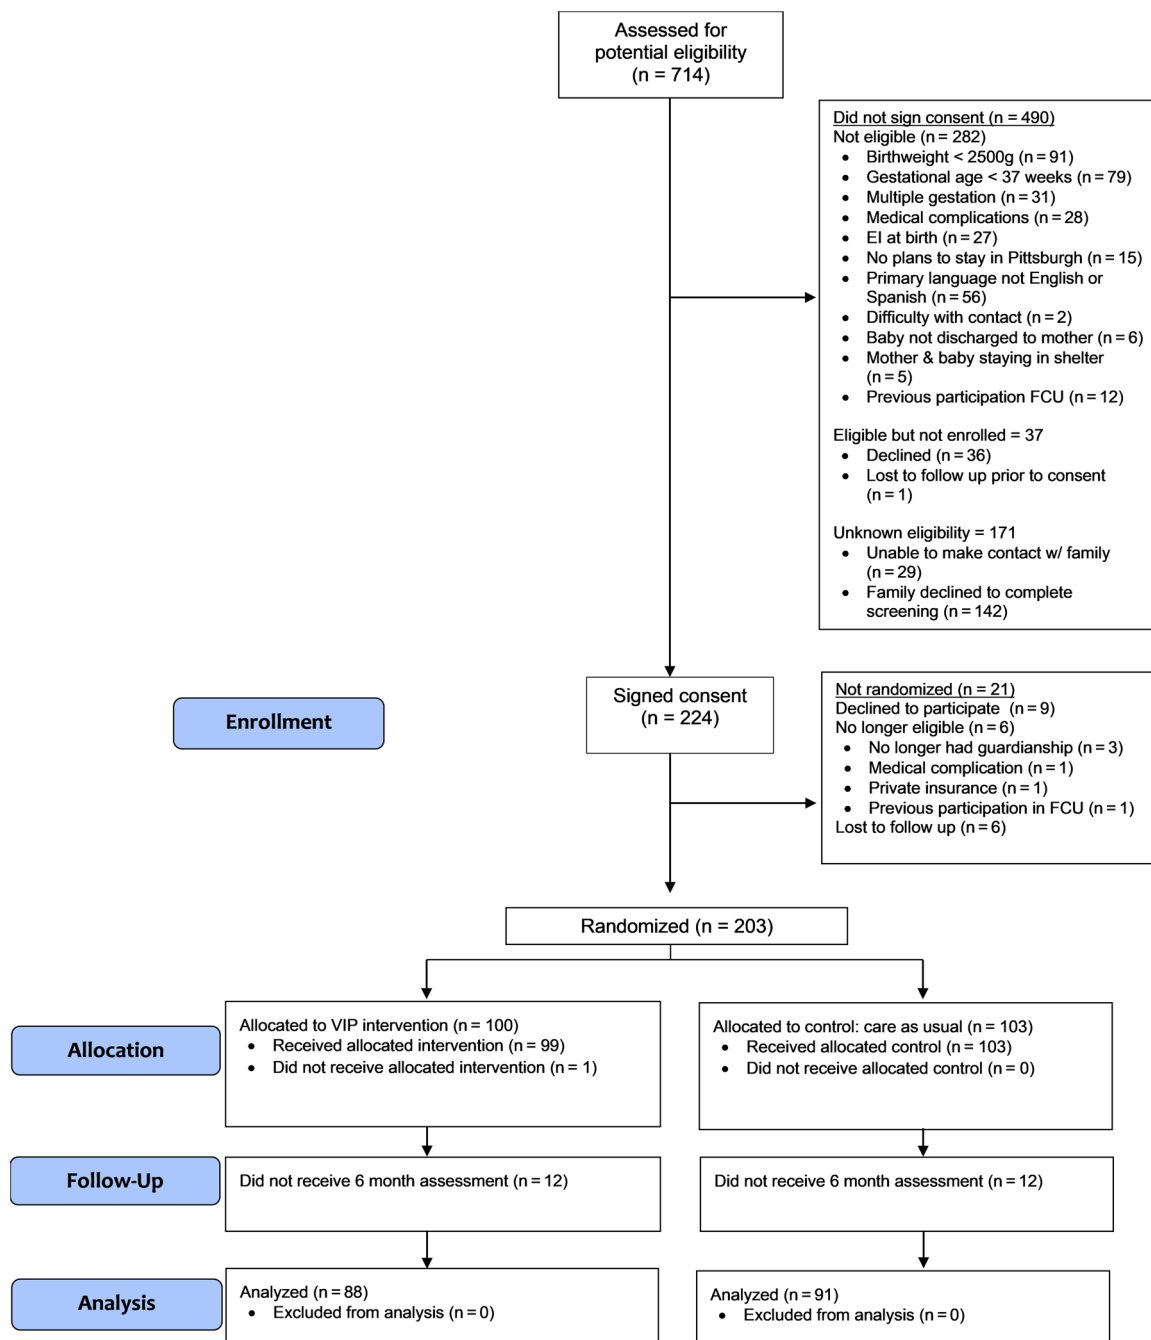 Assessed for
potential eligibility
(n = 714)
Did not sign consent (n = 490)
Not eligible (n = 282)
• Birthweight < 2500g (n = 91)
• Gestational age < 37 weeks (n = 79)
• Multiple gestation (n = 31)
• Medical complications (n = 28)
• EI at birth (n = 27)
• No plans to stay in Pittsburgh (n = 15)
• Primary language not English or
Spanish (n = 56)
• Difficulty with contact (n = 2)
• Baby not discharged to mother (n = 6)
• Mother & baby staying in shelter
(n = 5)
• Previous participation FCU (n = 12)
Eligible but not enrolled = 37
• Declined (n = 36)
• Lost to follow up prior to consent
(n = 1)
Unknown eligibility = 171
• Unable to make contact w/ family
(n = 29)
• Family declined to complete
screening (n = 142)
Enrollment
Signed consent
(n = 224)
Not randomized (n = 21)
Declined to participate (n = 9)
No longer eligible (n = 6)
• No longer had guardianship (n = 3)
• Medical complication (n = 1)
• Private insurance (n = 1)
• Previous participation in FCU (n = 1)
Lost to follow up (n = 6)
Randomized (n = 203)
Allocation
Allocated to VIP intervention (n = 100)
• Received allocated intervention (n = 99)
• Did not receive allocated intervention (n = 1)
Allocated to control: care as usual (n = 103)
• Received allocated control (n = 103)
• Did not receive allocated control (n = 0)
Follow-Up
Did not receive 6 month assessment (n = 12)
Did not receive 6 month assessment (n = 12)
Analysis
Analyzed (n = 88)
• Excluded from analysis (n = 0)
Analyzed (n = 91)
• Excluded from analysis (n = 0)